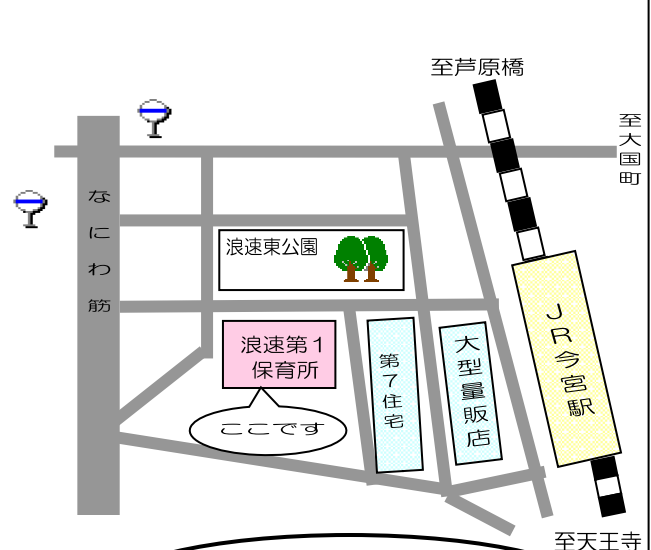 至芦原橋
至大国町
なにわ筋
浪速東公園
JR今宮駅
浪速第1
保育所
第7住宅
大型量販店
ここです
至天王寺